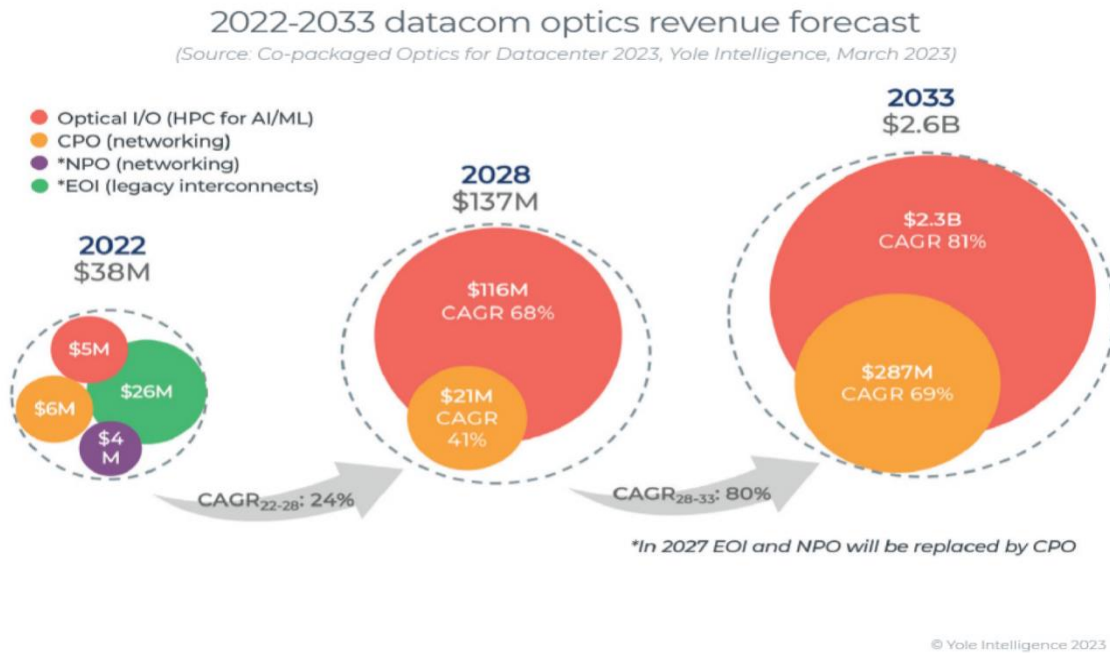 2022-2033 datacom optics revenue forecast
(Source: Co-packaged Optics for Datacenter 2023, Yole Intelligence, March 2023)
Optical I/O (HPC for AI/ML)
CPO (networking)
*NPO (networking)
*EOI (legacy interconnects)
2022
$38M
$5M
$26M
$6M
$4
M
CAGR22-28: 24%
2028
$137M
$116M
CAGR 68%
$21M
CAGR
41%
CAGR28-33: 80%
2033
$2.6B
$2.3B
CAGR 81%
$287M
CAGR 69%
*In 2027 EOI and NPO will be replaced by CPO
© Yole Intelligence 2023